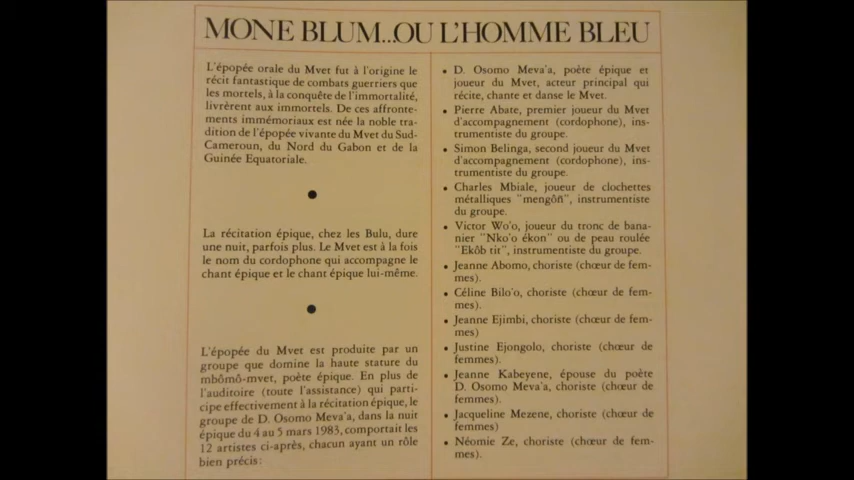 MONE BLUM...OU L'HOMME BLEU
L'épopée orale du Mvet fut à l'origine le
récit fantastique de combats guerriers que
les mortels, à la conquête de l'immortalité,
livrèrent aux immortels. De ces affronte-
ments immémoriaux est née la noble tra-
dition de l'épopée vivante du Mvet du Sud-
Cameroun, du Nord du Gabon et de la
Guinée Equatoriale.
●
La récitation épique, chez les Bulu, dure
une nuit, parfois plus. Le Mvet est à la fois
le nom du cordophone qui accompagne le
chant épique et le chant épique lui-même.
●
L'épopée du Mvet est produite par un
groupe que domine la haute stature du
mbômô-mvet, poète épique. En plus de
l'auditoire (toute l'assistance) qui parti-
cipe effectivement à la récitation épique, le
groupe de D. Osomo Meva'a, dans la nuit
épique du 4 au 5 mars 1983, comportait les
12 artistes ci-après, chacun ayant un rôle
bien précis:
• D. Osomo Meva'a, poète épique et
joueur du Mvet, acteur principal qui
récite, chante et danse le Mvet.
• Pierre Abate, premier joueur du Mvet
d'accompagnement (cordophone), ins-
trumentiste du groupe.
• Simon Belinga, second joueur du Mvet
d'accompagnement (cordophone), ins-
trumentiste du groupe.
• Charles Mbiale, joueur de clochettes
métalliques "mengôñ", instrumentiste
du groupe.
• Victor Wo'o, joueur du tronc de bana-
nier "Nko'o ékon" ou de peau roulée
"Ekôb tit", instrumentiste du groupe.
• Jeanne Abomo, choriste (chœur de fem-
mes).
• Céline Bilo'o, choriste (chœur de fem-
mes).
• Jeanne Ejimbi, choriste (chœur de fem-
mes)
• Justine Ejongolo, choriste (chœur de
femmes).
• Jeanne Kabeyene, épouse du poète
D. Osomo Meva'a, choriste (chœur de
femmes).
• Jacqueline Mezene, choriste (chœur de
femmes)
• Néomie Ze, choriste (chœur de fem-
mes).